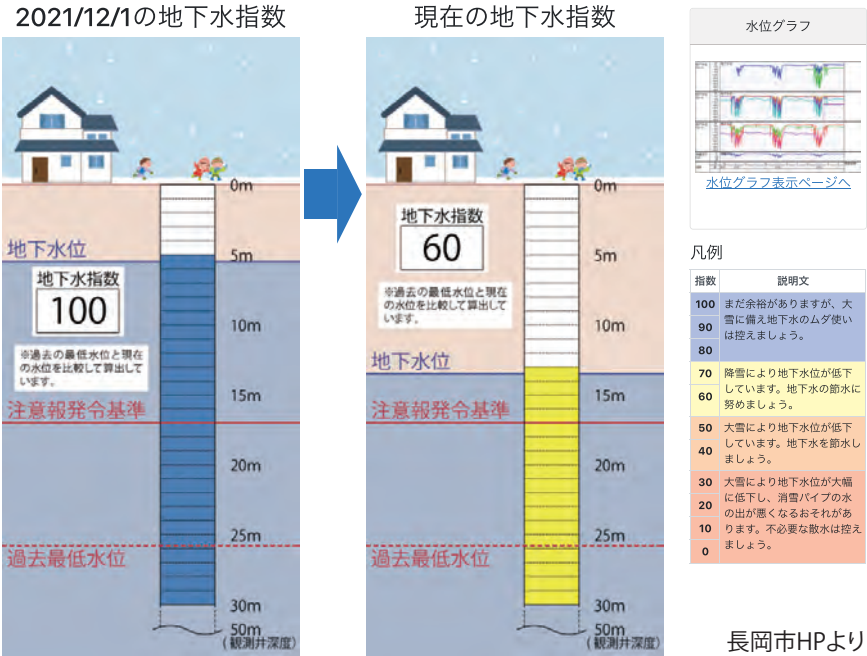 2021/12/1の地下水指数
0m
地下水位
5m
地下水指数
100
10m
※過去の最低水位と現在
の水位を比較して算出して
います。
15m
注意報発令基準
20m
25m
過去最低水位
30m
50m
(観測井深度)
現在の地下水指数
0m
地下水指数
60
5m
※過去の最低水位と現在
の水位を比較して算出して
います。
10m
地下水位
15m
注意報発令基準
20m
25m
過去最低水位
30m
50m
(観測井深度)
水位グラフ
水位グラフ表示ページへ
凡例
指数 説明文
100
90
80
まだ余裕がありますが、大
雪に備え地下水のムダ使い
は控えましょう。
70
60
降雪により地下水位が低下
しています。地下水の節水に
努めましょう。
50
40
大雪により地下水位が低下
しています。地下水を節水し
ましょう。
30
20
10
0
大雪により地下水位が大幅
に低下し、消雪パイプの水
の出が悪くなるおそれがあ
ります。不必要な散水は控え
ましょう。
長岡市HPより